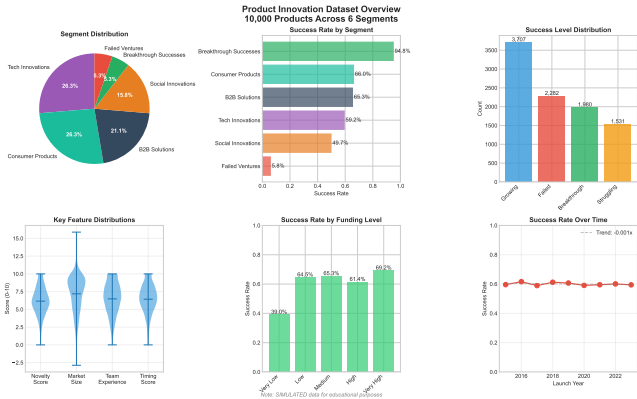 Product Innovation Dataset Overview
10,000 Products Across 6 Segments
Segment Distribution
Failed Ventures
Breakthrough Successes
Tech Innovations
Social Innovations
Consumer Products
B2B Solutions
5.3%
5.3%
26.3%
15.8%
26.3%
21.1%
Success Rate by Segment
Breakthrough Successes
Consumer Products
B2B Solutions
Tech Innovations
Social Innovations
Failed Ventures
94.8%
66.0%
65.3%
59.2%
49.7%
5.8%
0.0 0.2 0.4 0.6 0.8 1.0
Success Rate
Success Level Distribution
Count
3500
3000
2500
2000
1500
1000
500
0
3,707
2,282
1,980
1,531
Growing
Failed
Breakthrough
Struggling
Key Feature Distributions
Score (0-10)
15.0
12.5
10.0
7.5
5.0
2.5
0.0
−2.5
Novelty
Score
Market
Size
Team
Experience
Timing
Score
Success Rate by Funding Level
Success Rate
1.0
0.8
0.6
0.4
0.2
0.0
39.0%
64.5%
65.3%
61.4%
69.2%
Very Low
Low
Medium
High
Very High
Success Rate Over Time
Trend: -0.001x
Success Rate
1.0
0.8
0.6
0.4
0.2
0.0
2016 2018 2020 2022
Launch Year
Note: SIMULATED data for educational purposes